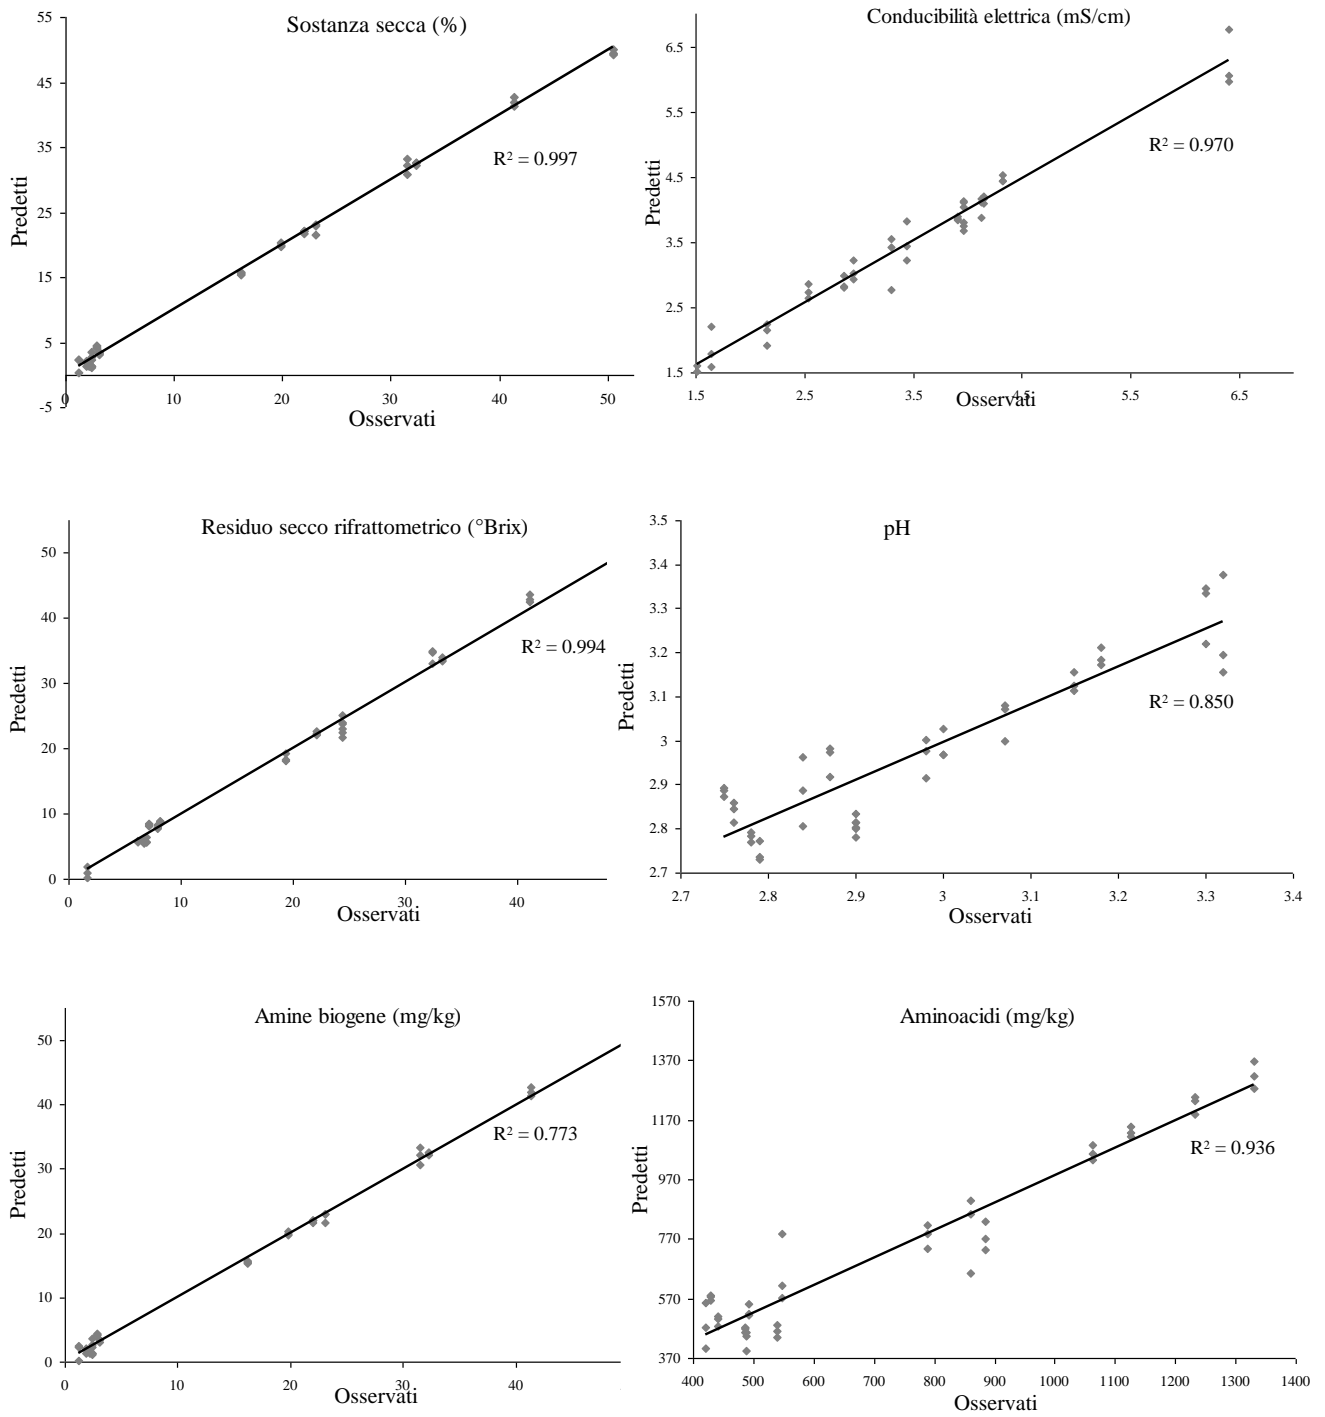 Sostanza secca (%)
55
45
35
25
15
5
-5
Predetti
R² = 0.997
0 10 20 30 40 50
Osservati
Conducibilità elettrica (mS/cm)
6.5
5.5
4.5
3.5
2.5
1.5
Predetti
R² = 0.970
1.5 2.5 3.5 4.5 5.5 6.5
Osservati
Residuo secco rifrattometrico (°Brix)
50
40
30
20
10
0
Predetti
R² = 0.994
0 10 20 30 40
Osservati
pH
3.5
3.4
3.3
3.2
3.1
3
2.9
2.8
2.7
Predetti
R² = 0.850
2.7 2.8 2.9 3 3.1 3.2 3.3 3.4
Osservati
Amine biogene (mg/kg)
50
40
30
20
10
0
Predetti
R² = 0.773
0 10 20 30 40
Osservati
Aminoacidi (mg/kg)
1570
1370
1170
970
770
570
370
Predetti
R² = 0.936
400 500 600 700 800 900 1000 1100 1200 1300 1400
Osservati